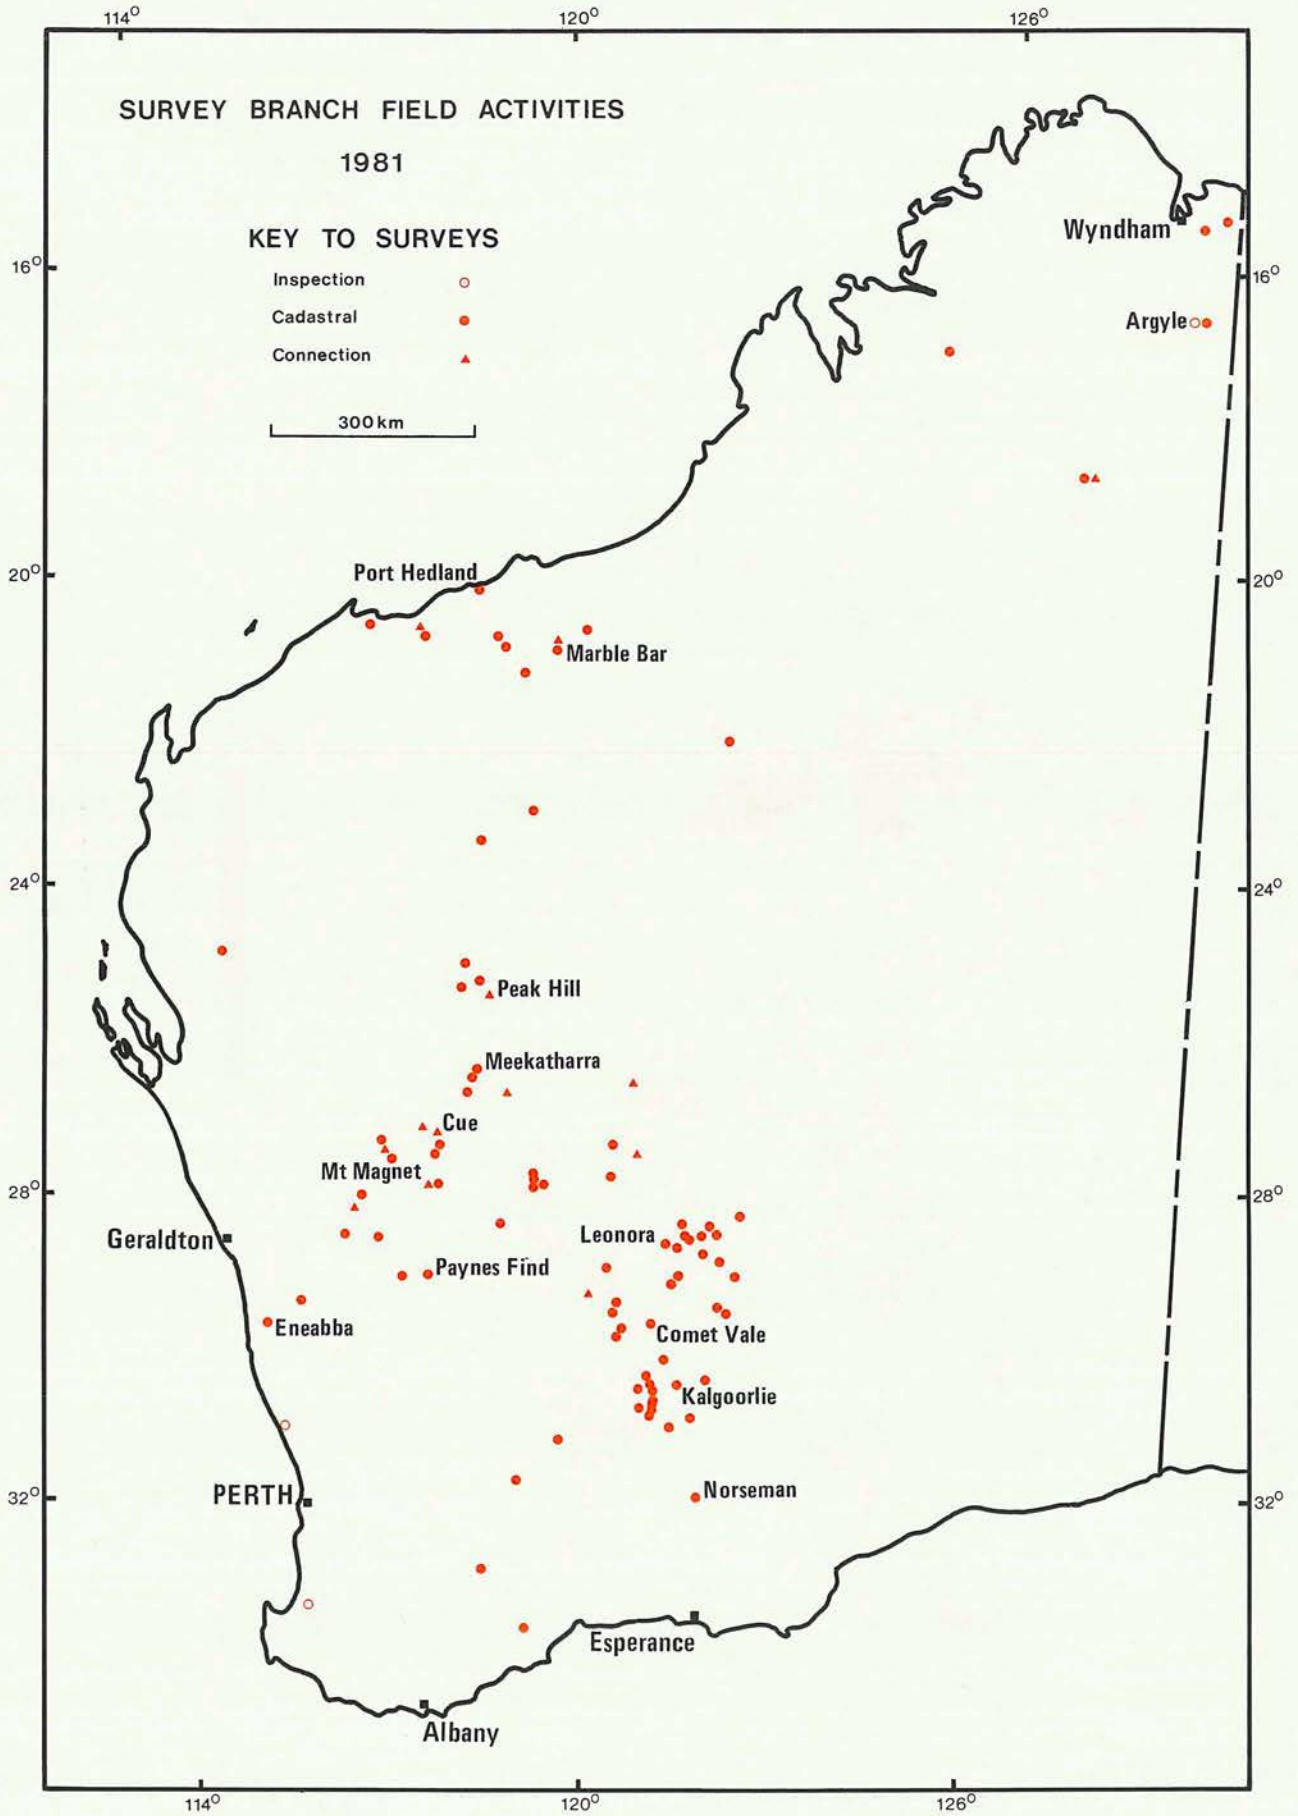 114° 120° 126°
SURVEY BRANCH FIELD ACTIVITIES
1981
KEY TO SURVEYS
Inspection
Cadastral
Connection
300 km
Wyndham
16° 16°
Argyle
Port Hedland
20° 20°
Marble Bar
24° 24°
Peak Hill
Meekatharra
Cue
Mt Magnet
28° 28°
Leonora
Geraldton
Paynes Find
Eneabba
Comet Vale
Kalgoorlie
Norseman
PERTH
32° 32°
Esperance
Albany
114° 120° 126°